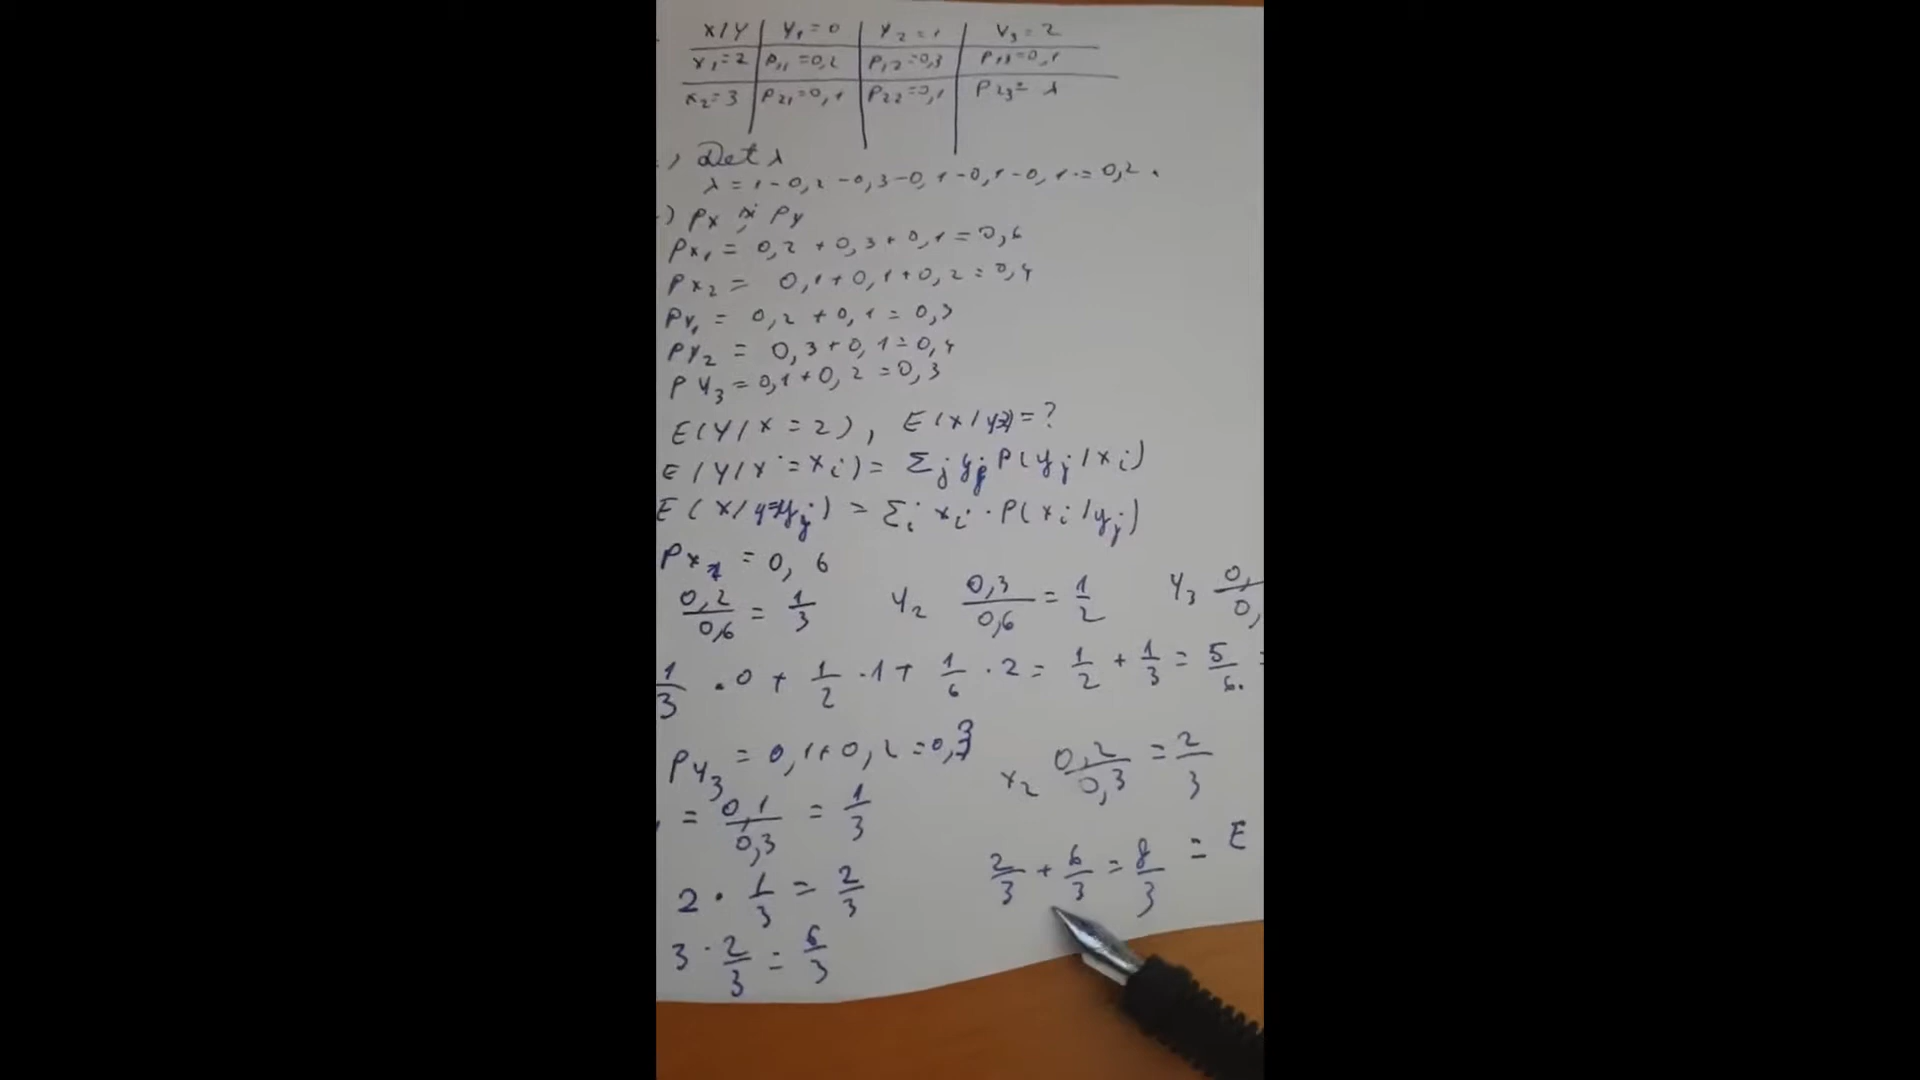 X/Y Y₁=0 Y₂=1 Y₃=2
X₁=2 P₁₁=0,2 P₁₂=0,3 P₁₃=0,1
X₂=3 P₂₁=0,1 P₂₂=0,1 P₂₃=λ
) Det λ
λ=1-0,2-0,3-0,1-0,1-0,1=0,2.
) Px și Py
Px₁= 0,2+0,3+0,1=0,6
Px₂= 0,1+0,1+0,2=0,4
PY₁= 0,2+0,1=0,3
PY₂= 0,3+0,1=0,4
PY₃=0,1+0,2=0,3
E(Y/X=2), E(X/Y=2)=?
E(Y/X=xᵢ)= Σⱼ yⱼ P(yⱼ/xᵢ)
E(X/y=yⱼ) = Σᵢ xᵢ·P(xᵢ/yⱼ)
Px₁=0,6
0,2/0,6 = 1/3 Y₂ 0,3/0,6 = 1/2 Y₃ 0,/0,
1/3 ·0+ 1/2 ·1+ 1/6 ·2= 1/2 + 1/3 = 5/6. =
PY₃ =0,1+0,2=0,3 x₂ 0,2/0,3 = 2/3
= 0,1/0,3 = 1/3
2/3 + 6/3 = 8/3 = E
2· 1/3 = 2/3
3· 2/3 = 6/3